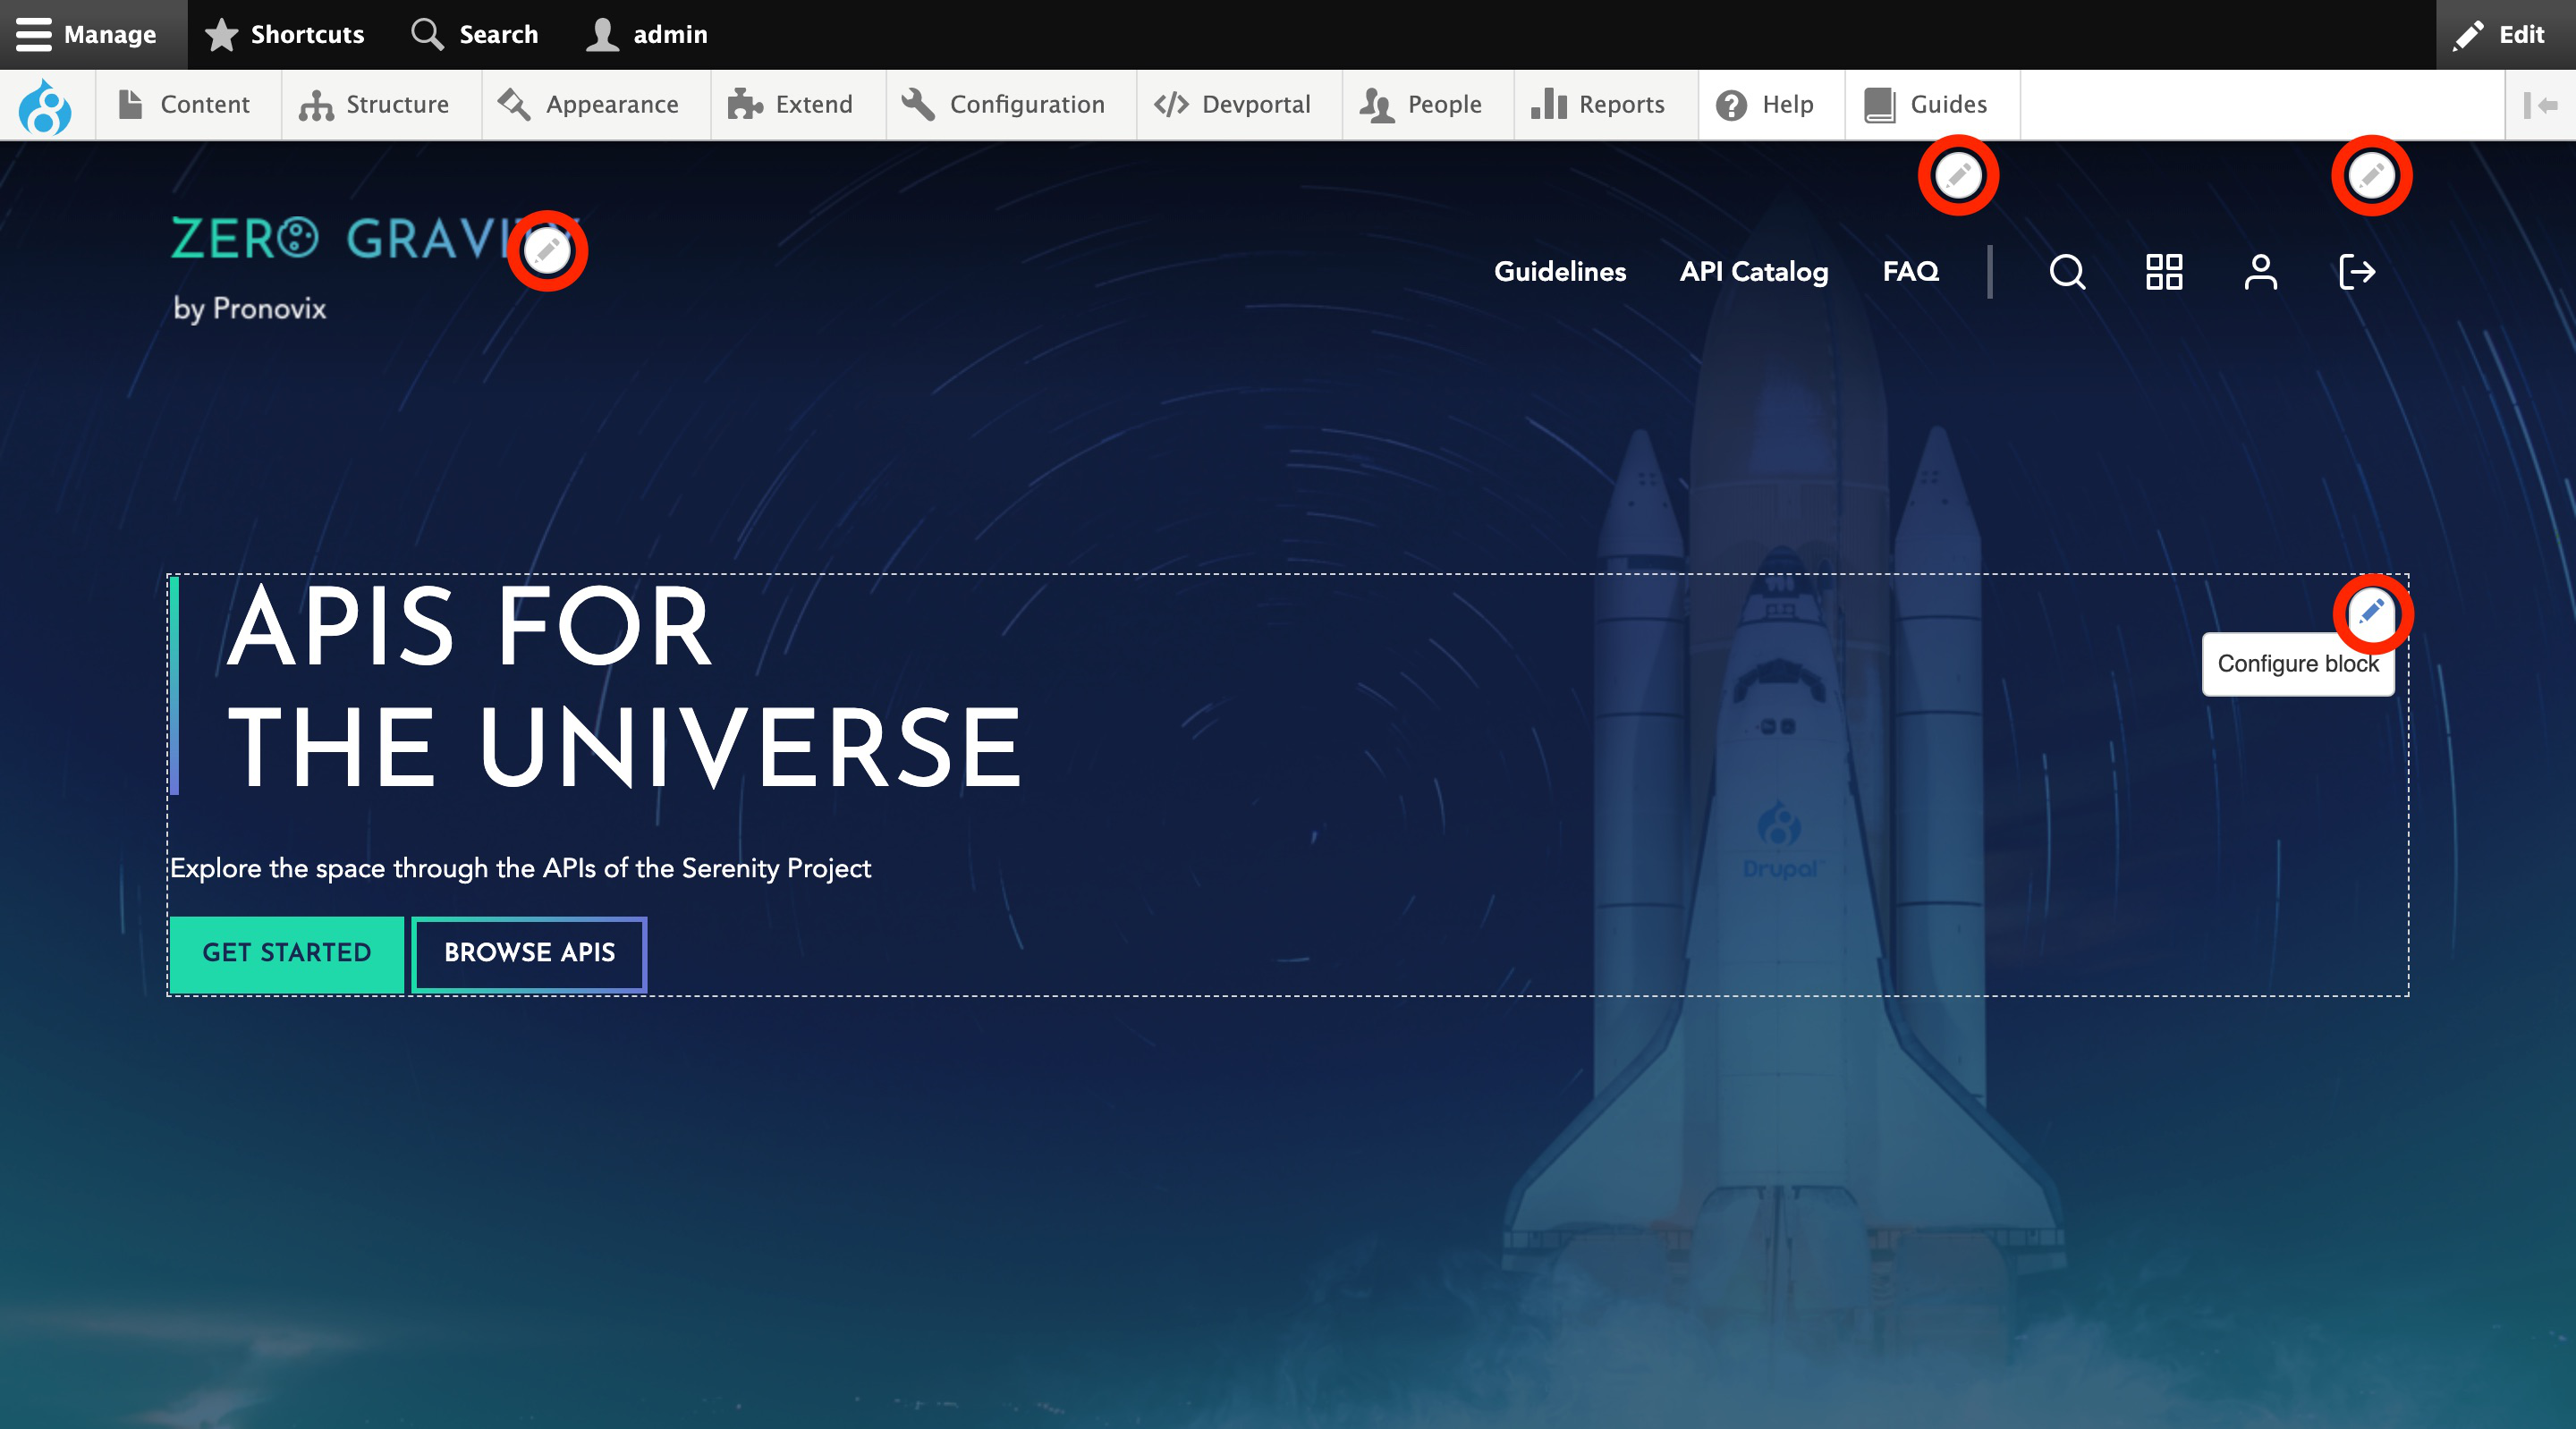 Manage Shortcuts Search admin Edit
Content Structure Appearance Extend Configuration Devportal People Reports Help Guides
ZERO GRAVITY
by Pronovix
Guidelines API Catalog FAQ
APIS FOR
THE UNIVERSE
Configure block
Explore the space through the APIs of the Serenity Project
GET STARTED BROWSE APIS
Drupal